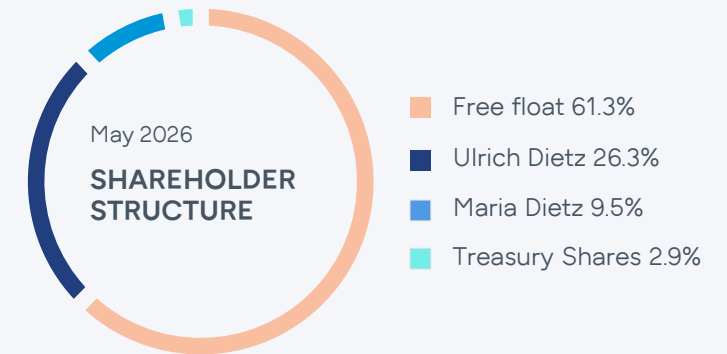 May 2026
SHAREHOLDER
STRUCTURE
Free float 61.3%
Ulrich Dietz 26.3%
Maria Dietz 9.5%
Treasury Shares 2.9%